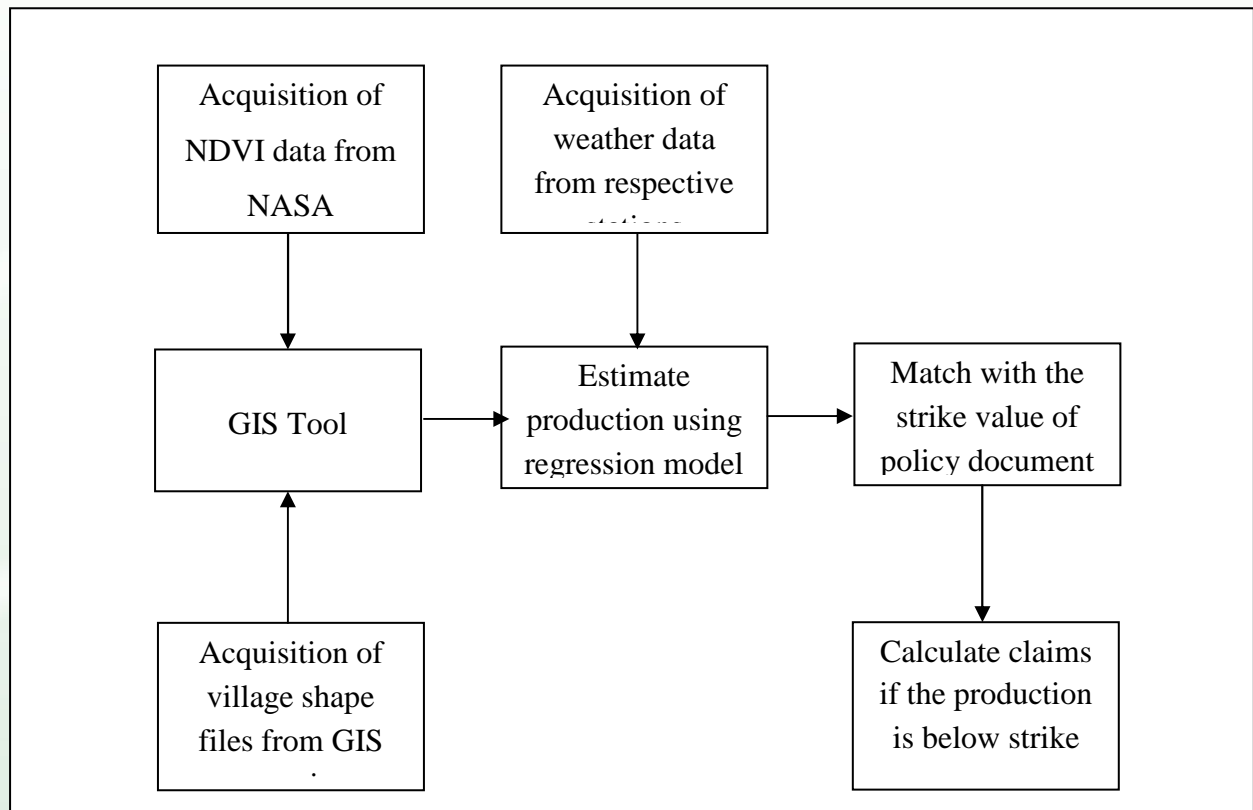 Acquisition of
NDVI data from
NASA
Acquisition of
weather data
from respective
stations
GIS Tool
Estimate
production using
regression model
Match with the
strike value of
policy document
Acquisition of
village shape
files from GIS
Calculate claims
if the production
is below strike